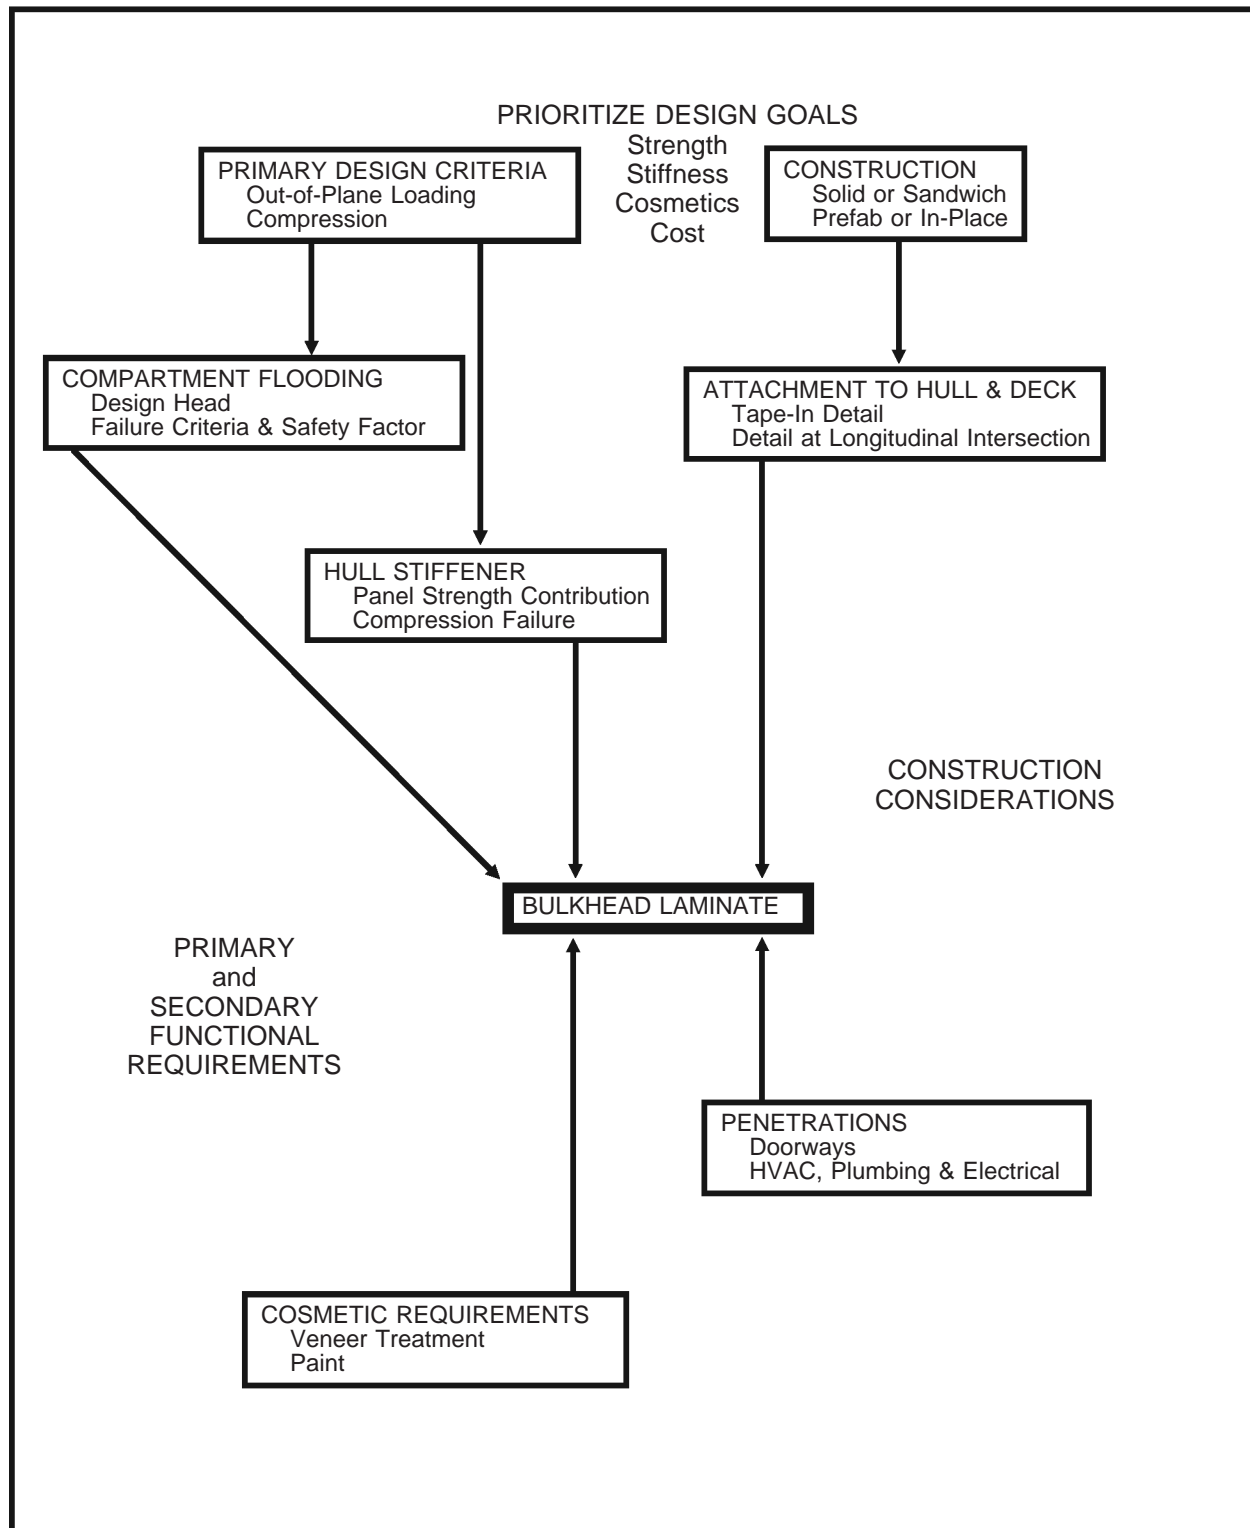 PRIORITIZE DESIGN GOALS
Strength
Stiffness
Cosmetics
Cost
PRIMARY DESIGN CRITERIA
Out-of-Plane Loading
Compression
CONSTRUCTION
Solid or Sandwich
Prefab or In-Place
COMPARTMENT FLOODING
Design Head
Failure Criteria & Safety Factor
ATTACHMENT TO HULL & DECK
Tape-In Detail
Detail at Longitudinal Intersection
HULL STIFFENER
Panel Strength Contribution
Compression Failure
CONSTRUCTION
CONSIDERATIONS
BULKHEAD LAMINATE
PRIMARY
and
SECONDARY
FUNCTIONAL
REQUIREMENTS
PENETRATIONS
Doorways
HVAC, Plumbing & Electrical
COSMETIC REQUIREMENTS
Veneer Treatment
Paint